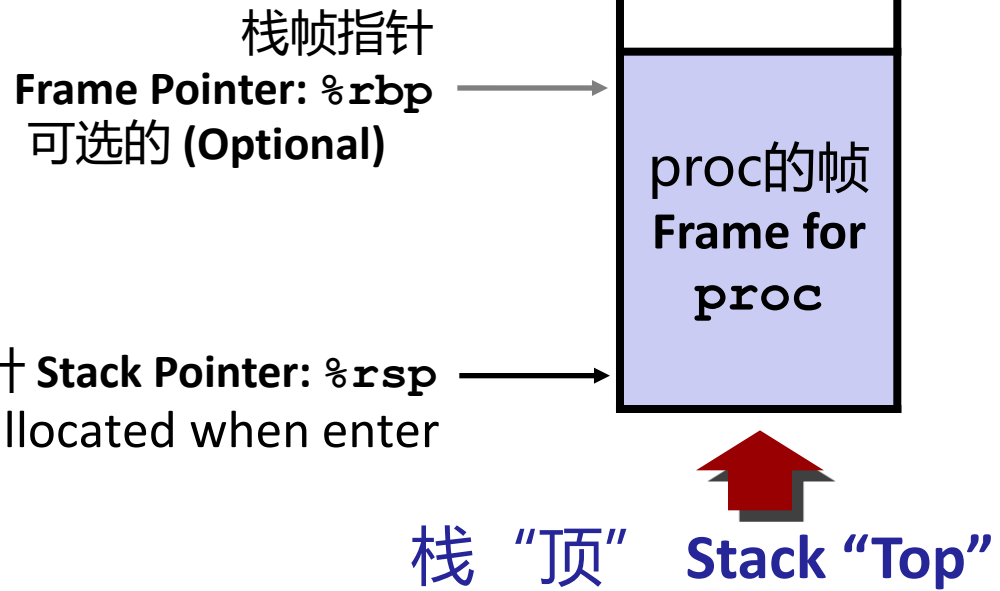 栈帧指针
Frame Pointer: %rbp
可选的 (Optional)
proc的帧
Frame for
proc
Stack Pointer: %rsp
llocated when enter
栈 “顶” Stack “Top”